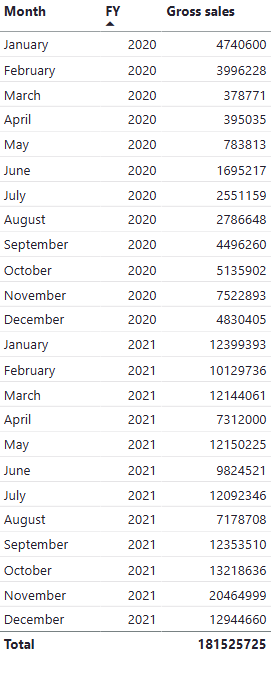 Month FY Gross sales
January 2020 4740600
February 2020 3996228
March 2020 378771
April 2020 395035
May 2020 783813
June 2020 1695217
July 2020 2551159
August 2020 2786648
September 2020 4496260
October 2020 5135902
November 2020 7522893
December 2020 4830405
January 2021 12399393
February 2021 10129736
March 2021 12144061
April 2021 7312000
May 2021 12150225
June 2021 9824521
July 2021 12092346
August 2021 7178708
September 2021 12353510
October 2021 13218636
November 2021 20464999
December 2021 12944660
Total 181525725